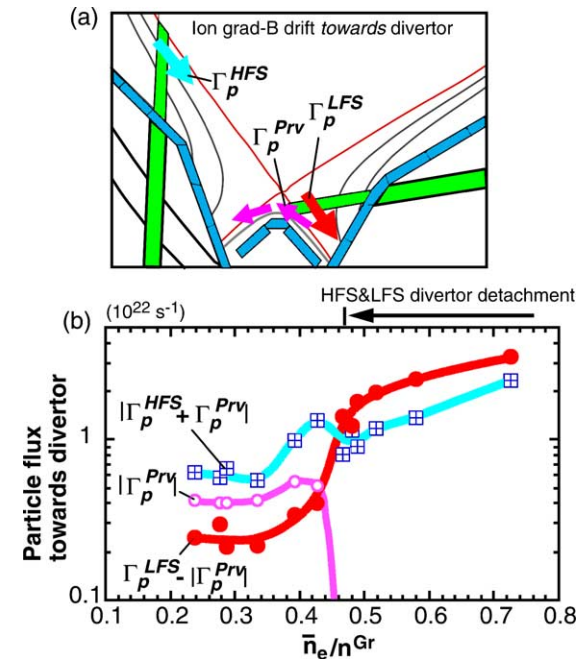 (a)
Ion grad-B drift towards divertor
Γp^HFS
Γp^Prv Γp^LFS
HFS&LFS divertor detachment
(b) (10^22 s^-1)
Particle flux
towards divertor
1
0.1
|Γp^HFS + Γp^Prv|
|Γp^Prv|
Γp^LFS - |Γp^Prv|
0.1 0.2 0.3 0.4 0.5 0.6 0.7 0.8
n̄e/n^Gr